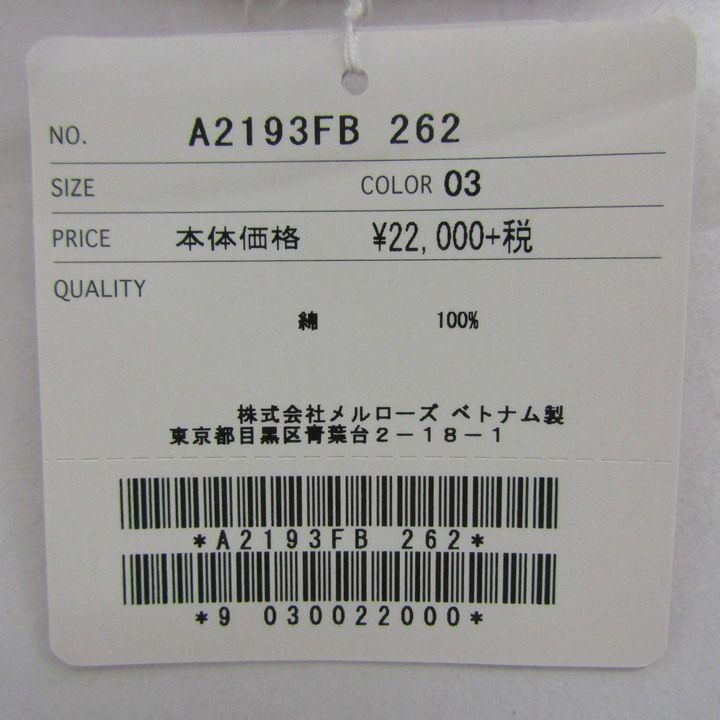 NO. A2193FB 262
SIZE COLOR 03
PRICE 本体価格 ¥22,000+税
QUALITY
綿 100%
株式会社メルローズ ベトナム製
東京都目黒区青葉台2-18-1
*A2193FB 262*
*9 030022000*